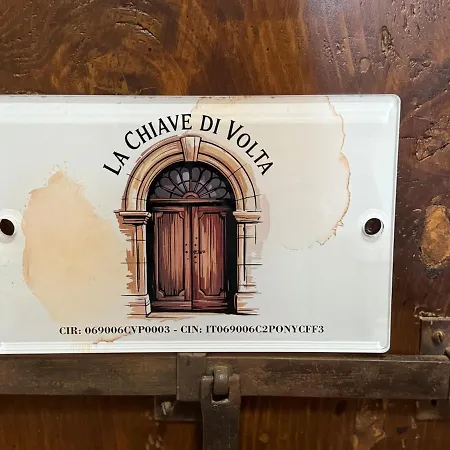 LA CHIAVE DI VOLTA
CIR: 069006CVP0003 - CIN: IT069006C2PONYCFF3